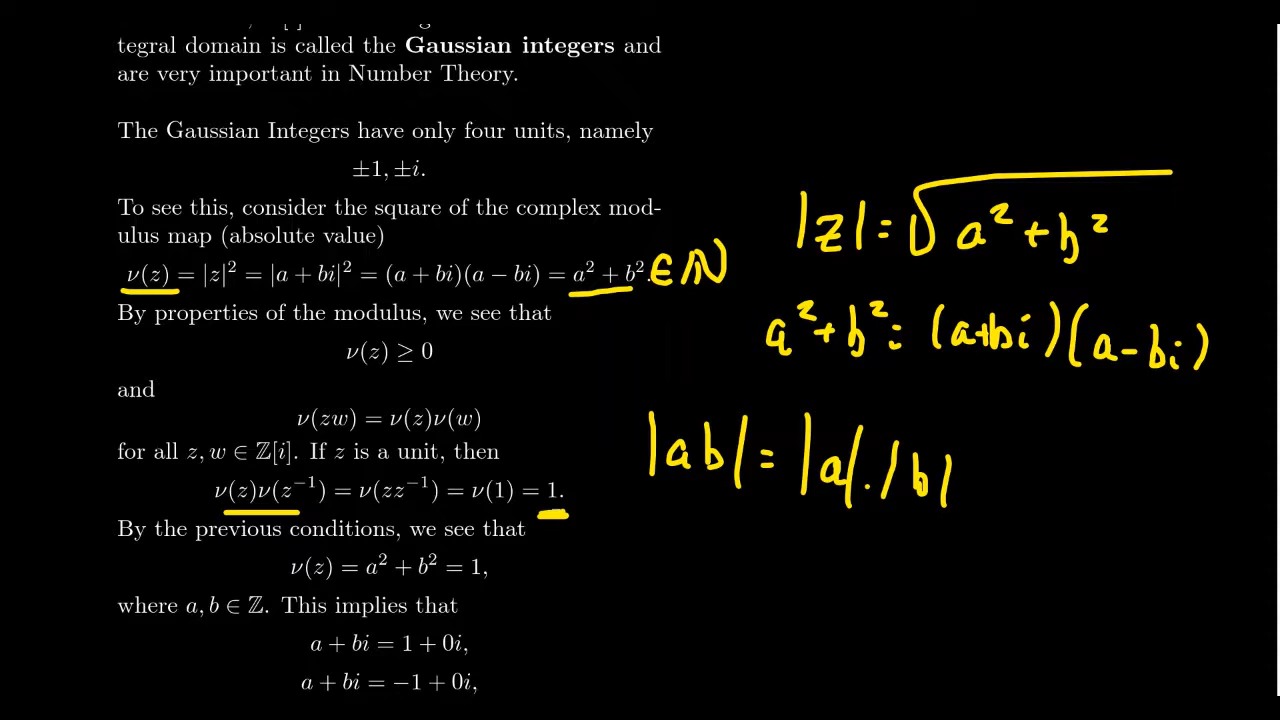 tegral domain is called the Gaussian integers and
are very important in Number Theory.
The Gaussian Integers have only four units, namely
±1, ±i.
To see this, consider the square of the complex mod-
ulus map (absolute value)
ν(z) = |z|² = |a + bi|² = (a + bi)(a − bi) = a² + b². ∈ ℕ
By properties of the modulus, we see that
ν(z) ≥ 0
and
ν(zw) = ν(z)ν(w)
for all z, w ∈ ℤ[i]. If z is a unit, then
ν(z)ν(z⁻¹) = ν(zz⁻¹) = ν(1) = 1.
By the previous conditions, we see that
ν(z) = a² + b² = 1,
where a, b ∈ ℤ. This implies that
a + bi = 1 + 0i,
a + bi = −1 + 0i,
|z| = √(a² + b²)
a² + b² = (a+bi)(a−bi)
|ab| = |a|·|b|